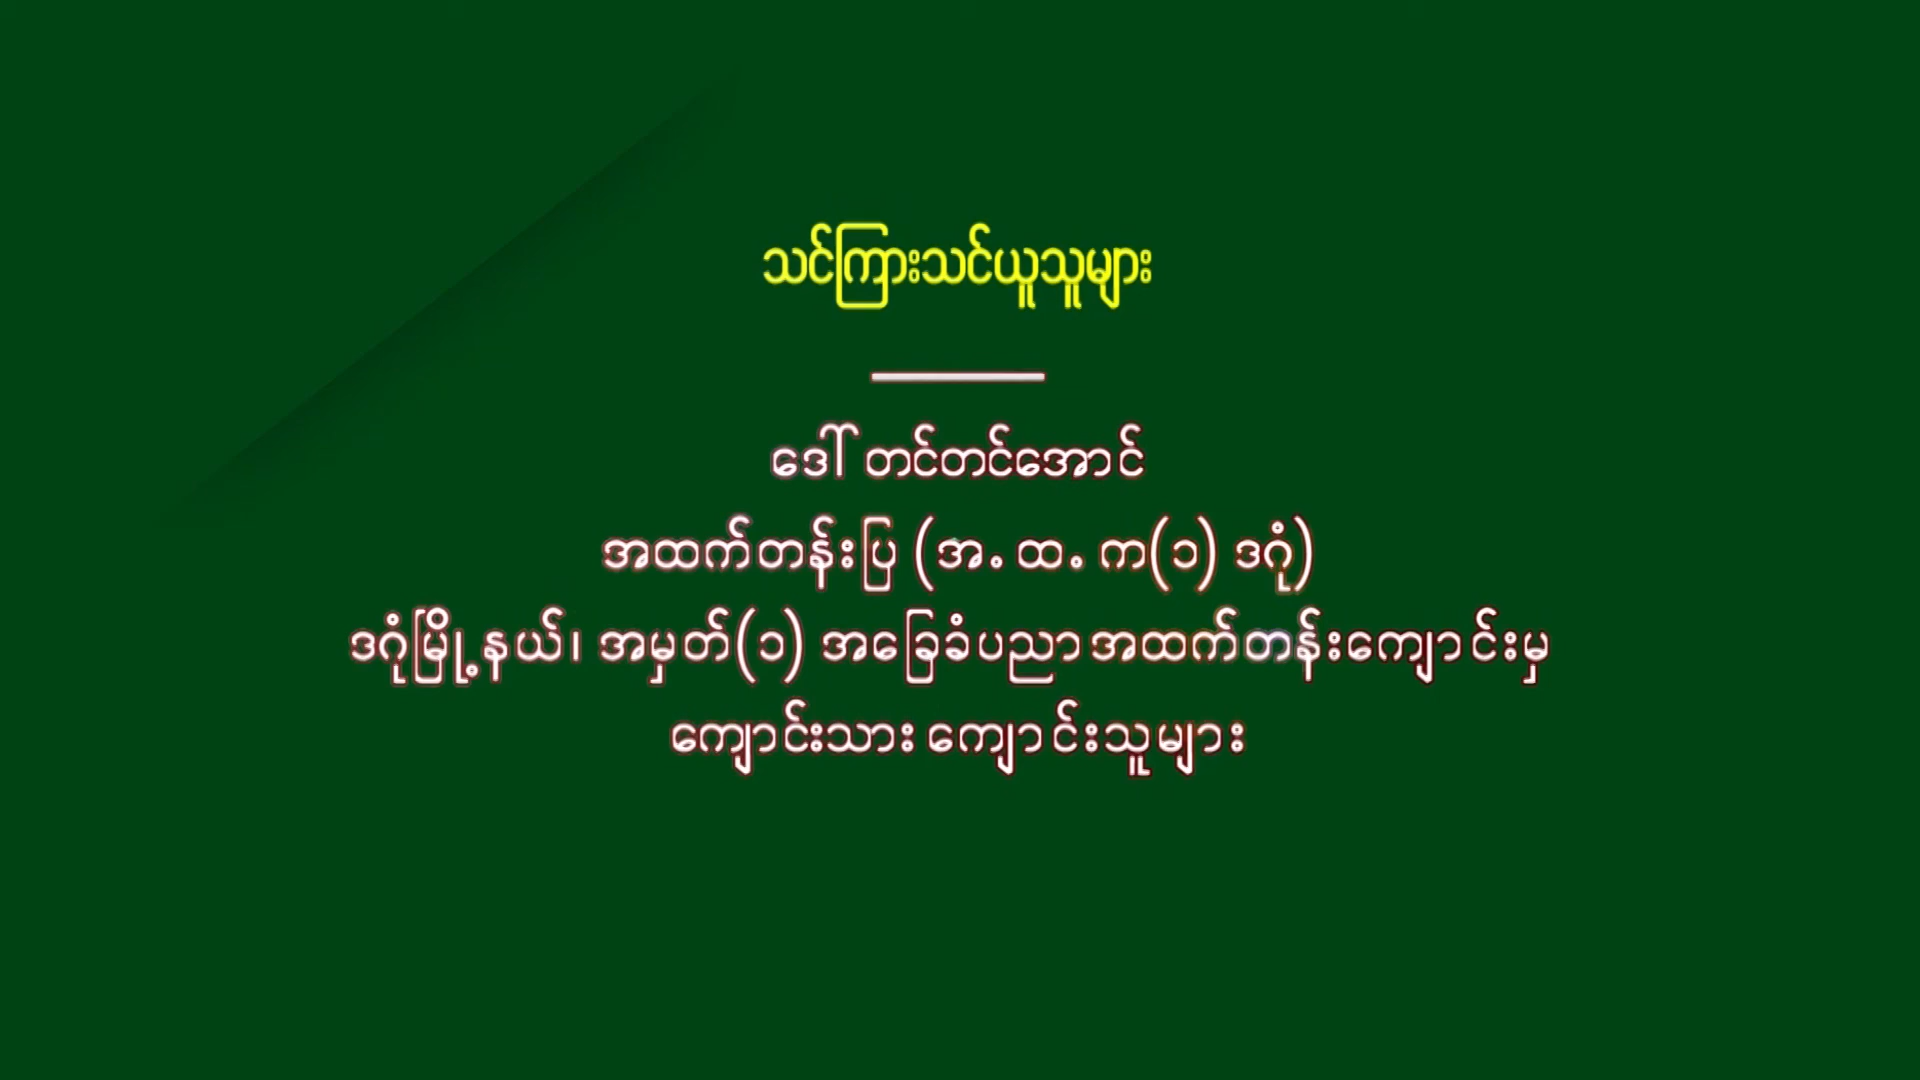 သင်ကြားသင်ယူသူများ
ဒေါ် တင်တင်အောင်
အထက်တန်းပြ (အ. ထ. က(၁) ဒဂုံ)
ဒဂုံမြို့နယ်၊ အမှတ်(၁) အခြေခံပညာအထက်တန်းကျောင်းမှ
ကျောင်းသား ကျောင်းသူများ